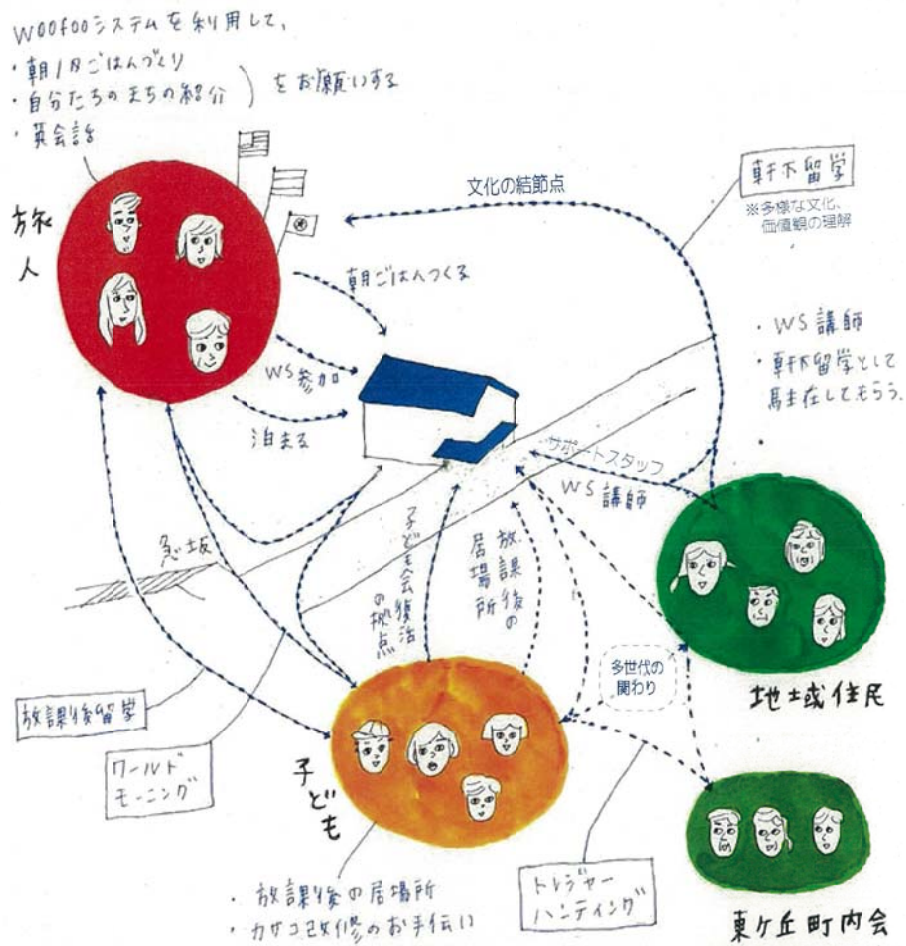 woofooシステムを利用して、
・朝ノ月ごはんづくり
・自分たちのまちの紹介
・英会話
をお願いする
旅人
文化の結節点
軒下留学
※多様な文化、
価値観の理解
朝ごはんつくる
WS参加
泊まる
・WS講師
・軒下留学として
駐在してもらう。
・
サポートスタッフ
WS講師
急坂
子ども会復活
の拠点
放課後の
居場所
多世代の
関わり
地域住民
放課後留学
ワールド
モーニング
子ども
トレジャー
ハンティング
・放課後の居場所
・カサコ改修のお手伝い
東ケ丘町内会